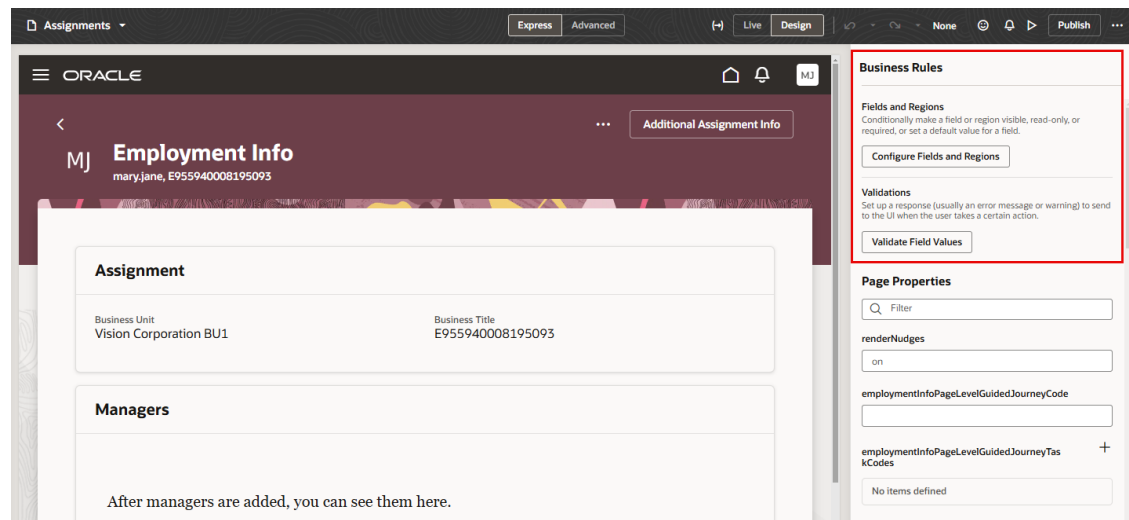 Assignments
Express Advanced
Live Design
None
Publish
ORACLE
MJ
Additional Assignment Info
MJ
Employment Info
mary.jane, E955940008195093
Assignment
Business Unit
Vision Corporation BU1
Business Title
E955940008195093
Managers
After managers are added, you can see them here.
Business Rules
Fields and Regions
Conditionally make a field or region visible, read-only, or
required, or set a default value for a field.
Configure Fields and Regions
Validations
Set up a response (usually an error message or warning) to send
to the UI when the user takes a certain action.
Validate Field Values
Page Properties
Filter
renderNudges
on
employmentInfoPageLevelGuidedJourneyCode
employmentInfoPageLevelGuidedJourneyTas
kCodes
No items defined